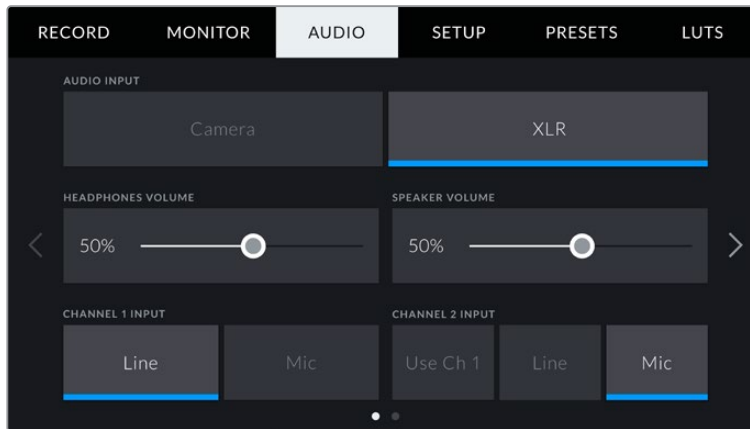 RECORD MONITOR AUDIO SETUP PRESETS LUTS
AUDIO INPUT
Camera XLR
HEADPHONES VOLUME SPEAKER VOLUME
50% 50%
CHANNEL 1 INPUT CHANNEL 2 INPUT
Line Mic Use Ch 1 Line Mic